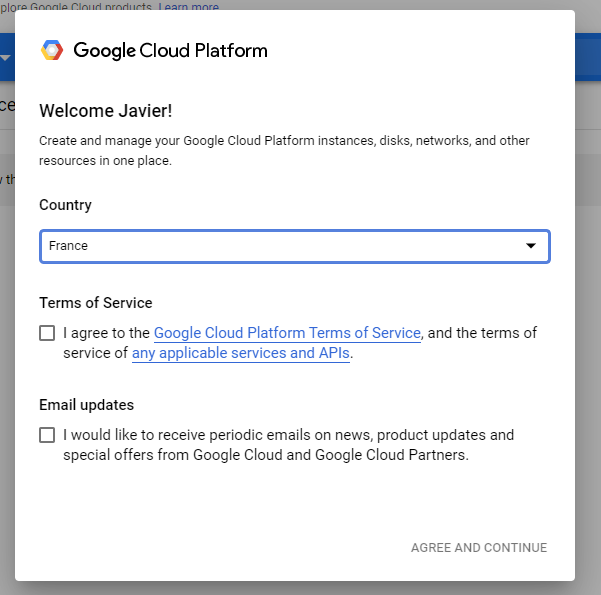 plore Google Cloud products. Learn more
Google Cloud Platform
Welcome Javier!
Create and manage your Google Cloud Platform instances, disks, networks, and other
resources in one place.
Country
France
Terms of Service
I agree to the Google Cloud Platform Terms of Service, and the terms of
service of any applicable services and APIs.
Email updates
I would like to receive periodic emails on news, product updates and
special offers from Google Cloud and Google Cloud Partners.
AGREE AND CONTINUE